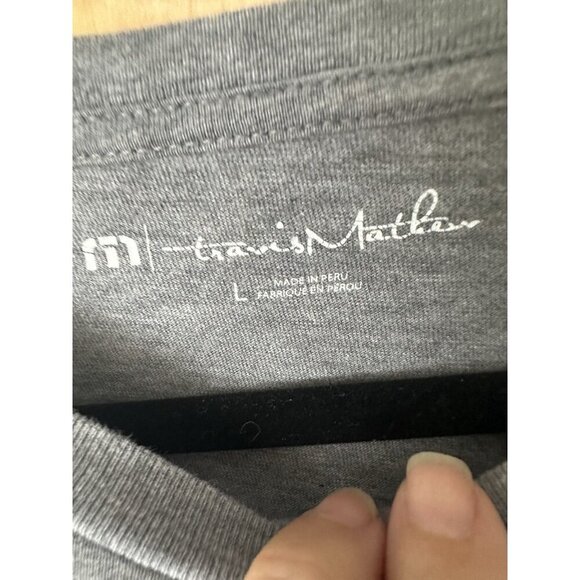 travisMathew
L MADE IN PERU
FABRIQUÉ EN PÉROU